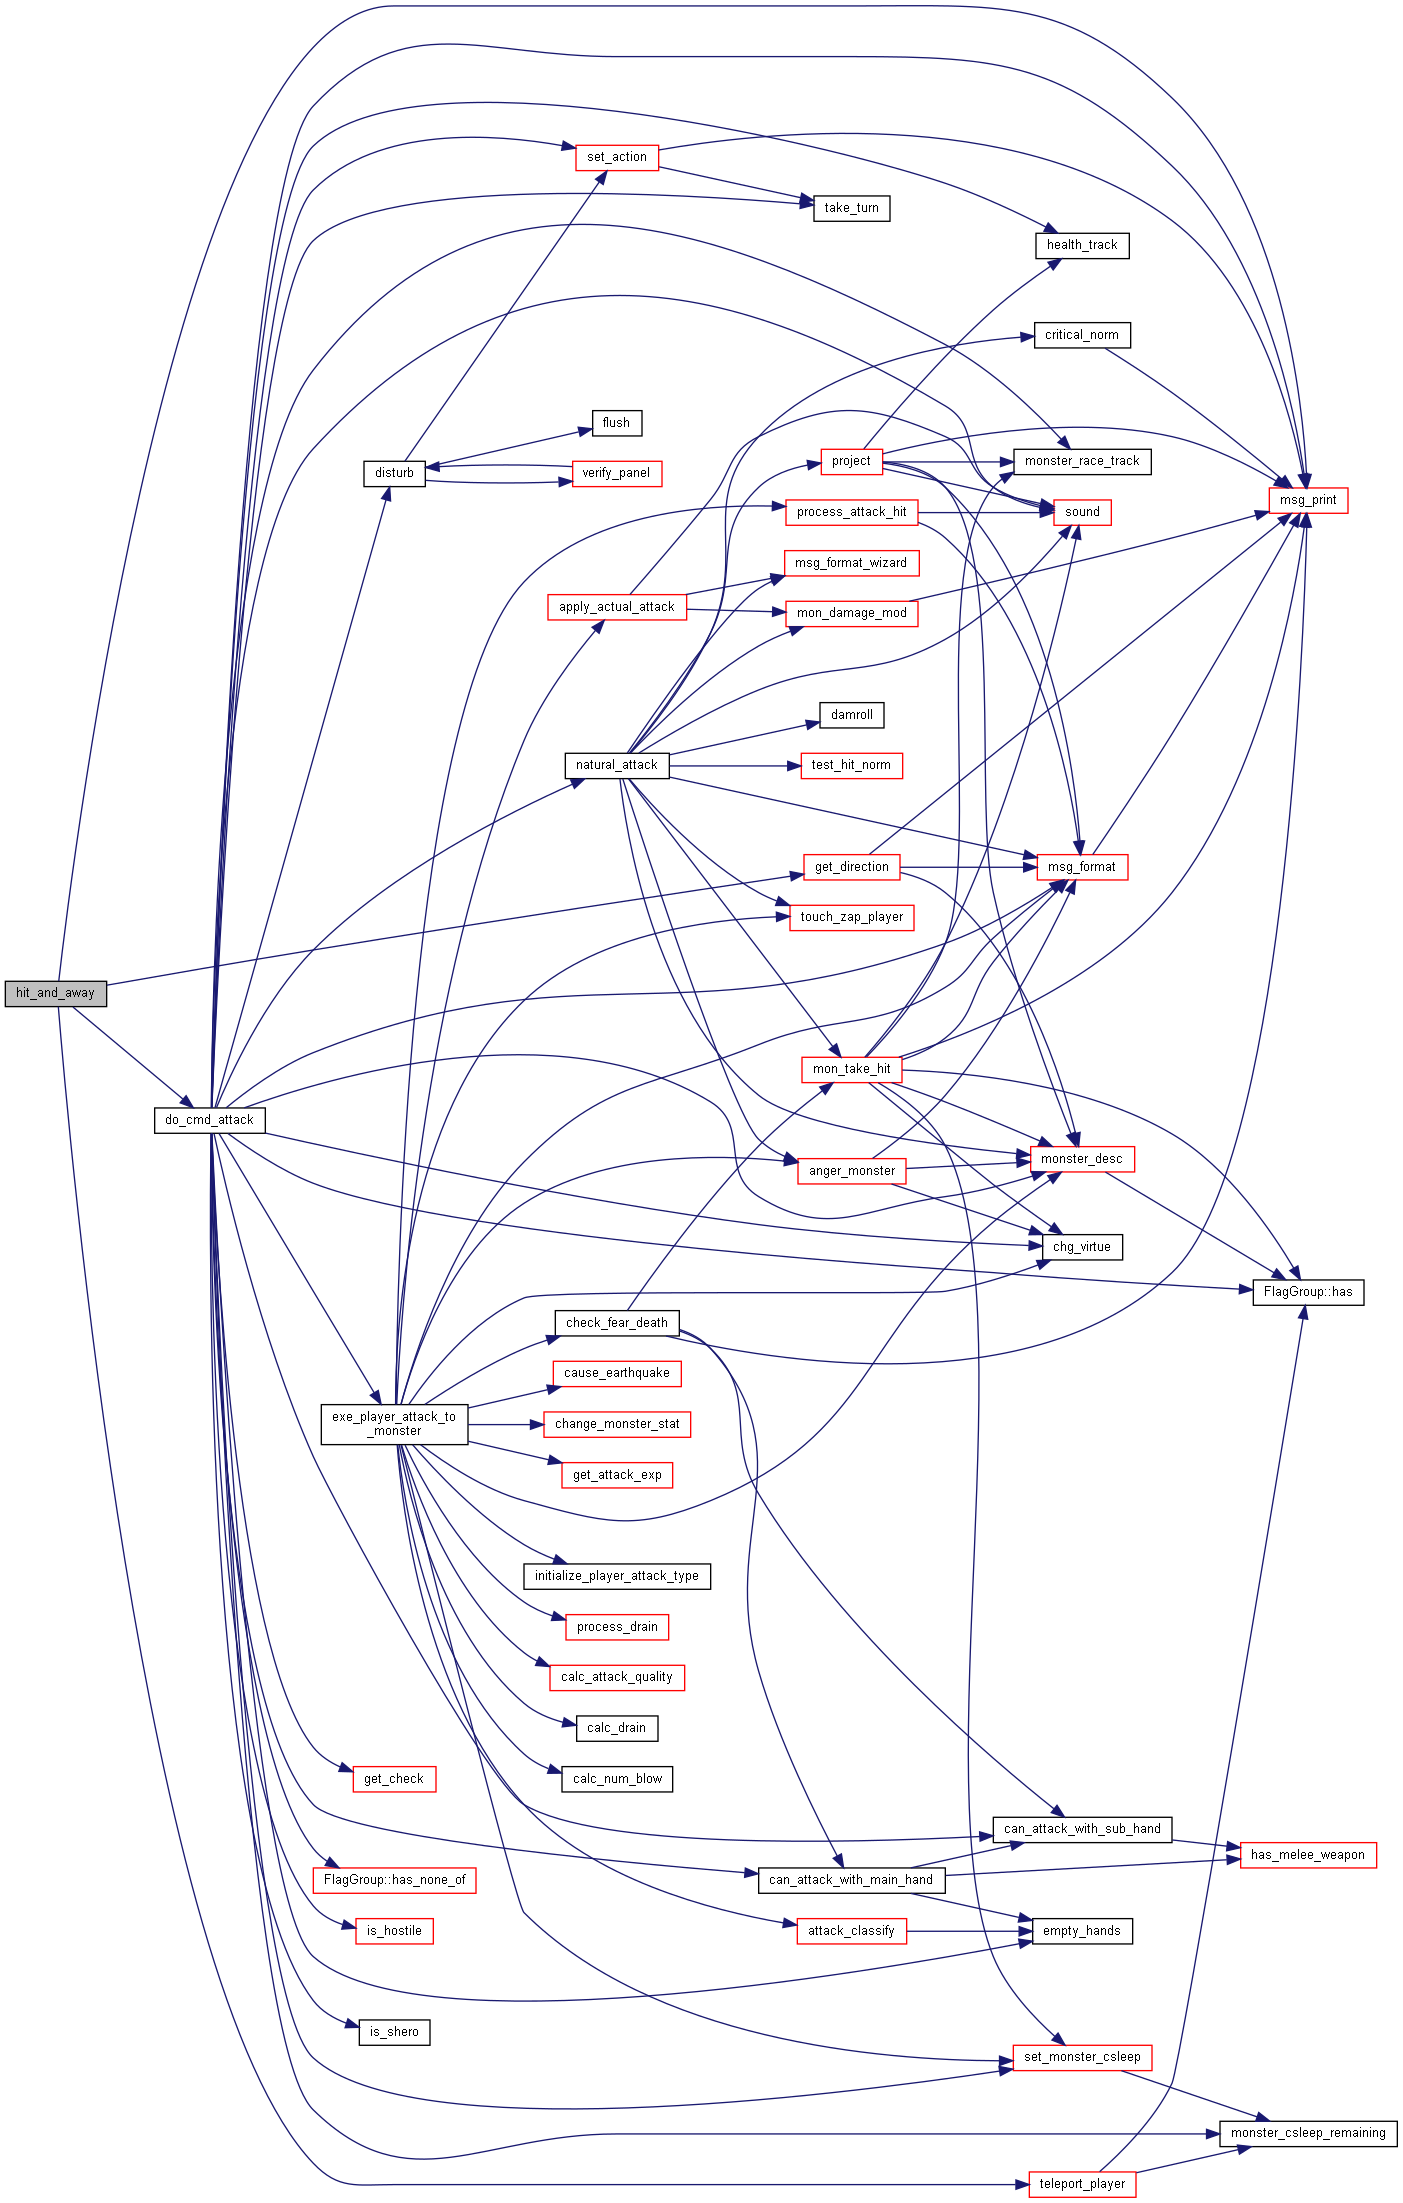 set_action
take_turn
health_track
critical_norm
flush
disturb
verify_panel
project
monster_race_track
msg_print
process_attack_hit
sound
msg_format_wizard
apply_actual_attack
mon_damage_mod
damroll
natural_attack
test_hit_norm
get_direction
msg_format
touch_zap_player
hit_and_away
mon_take_hit
do_cmd_attack
monster_desc
anger_monster
chg_virtue
FlagGroup::has
check_fear_death
cause_earthquake
exe_player_attack_to
_monster
change_monster_stat
get_attack_exp
initialize_player_attack_type
process_drain
calc_attack_quality
calc_drain
get_check
calc_num_blow
can_attack_with_sub_hand
has_melee_weapon
FlagGroup::has_none_of
can_attack_with_main_hand
is_hostile
attack_classify
empty_hands
is_shero
set_monster_csleep
monster_csleep_remaining
teleport_player